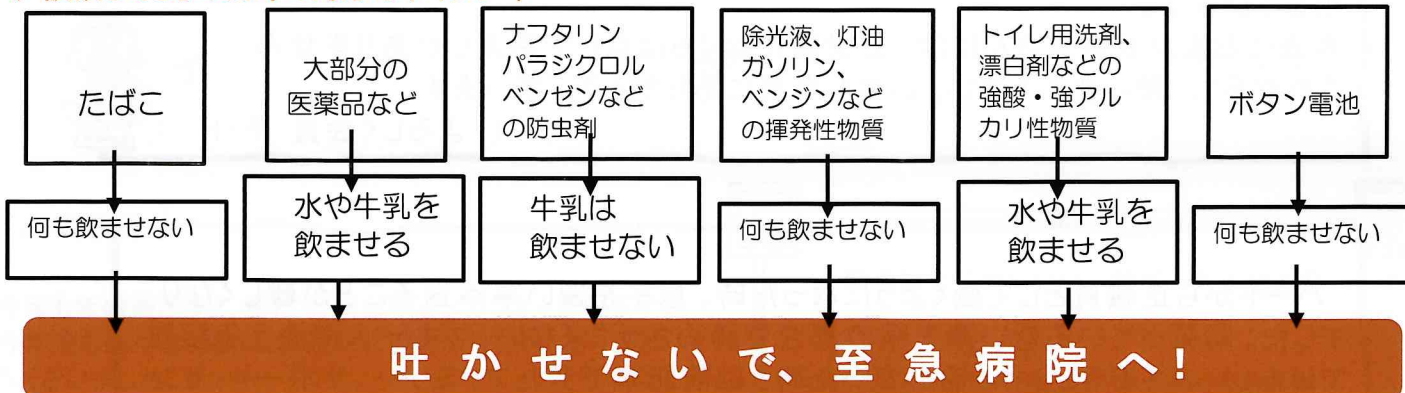 たばこ
大部分の
医薬品など
ナフタリン
パラジクロル
ベンゼンなど
の防虫剤
除光液、灯油
ガソリン、
ベンジンなど
の揮発性物質
トイレ用洗剤、
漂白剤などの
強酸・強アル
カリ性物質
ボタン電池
何も飲ませない
水や牛乳を
飲ませる
牛乳は
飲ませない
何も飲ませない
水や牛乳を
飲ませる
何も飲ませない
吐かせないで、至急病院へ!